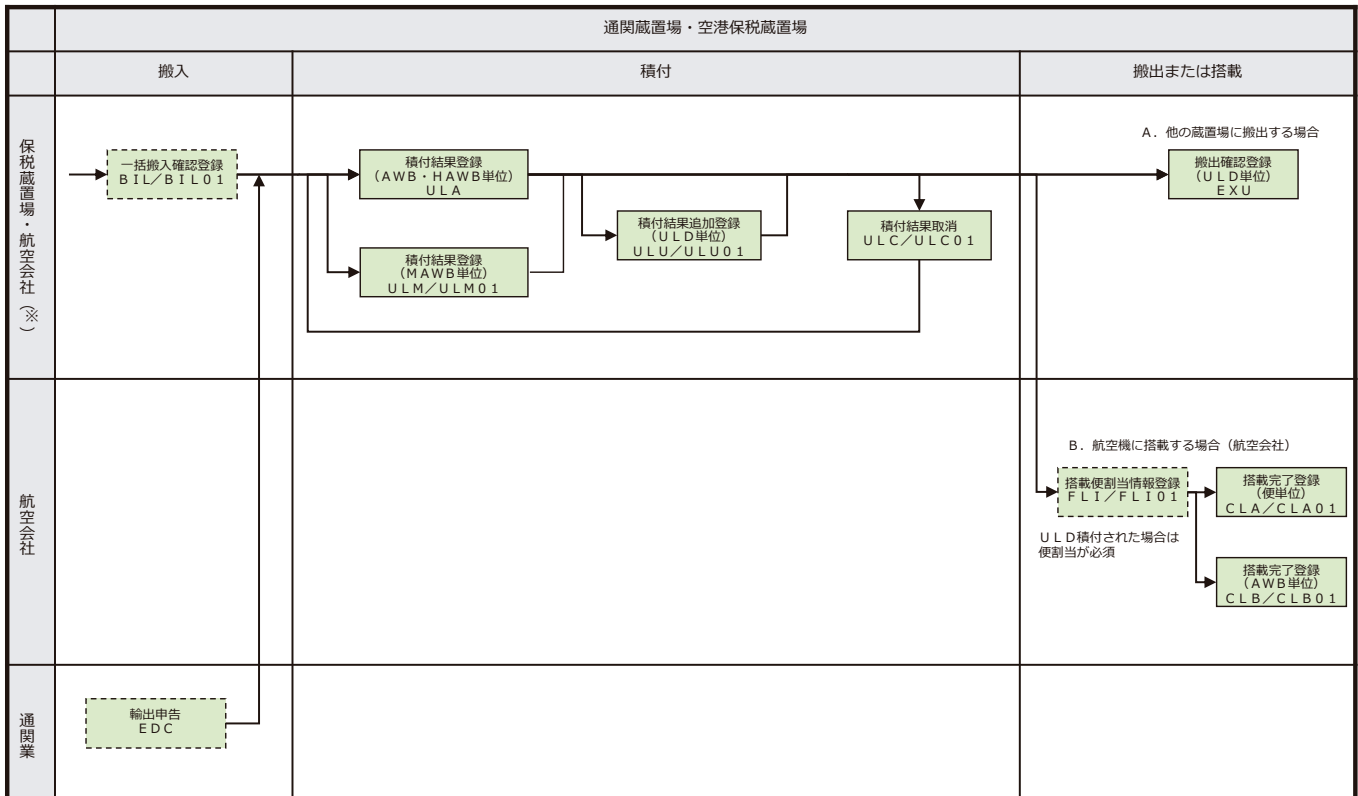 通関蔵置場・空港保税蔵置場
搬入
積付
搬出または搭載
保税蔵置場・航空会社（※）
A．他の蔵置場に搬出する場合
一括搬入確認登録
ＢＩＬ／ＢＩＬ０１
積付結果登録
（ＡＷＢ・ＨＡＷＢ単位）
ＵＬＡ
搬出確認登録
（ＵＬＤ単位）
ＥＸＵ
積付結果追加登録
（ＵＬＤ単位）
ＵＬＵ／ＵＬＵ０１
積付結果取消
ＵＬＣ／ＵＬＣ０１
積付結果登録
（ＭＡＷＢ単位）
ＵＬＭ／ＵＬＭ０１
航空会社
B．航空機に搭載する場合（航空会社）
搭載便割当情報登録
ＦＬＩ／ＦＬＩ０１
搭載完了登録
（便単位）
ＣＬＡ／ＣＬＡ０１
ＵＬＤ積付された場合は
便割当が必須
搭載完了登録
（ＡＷＢ単位）
ＣＬＢ／ＣＬＢ０１
通関業
輸出申告
ＥＤＣ